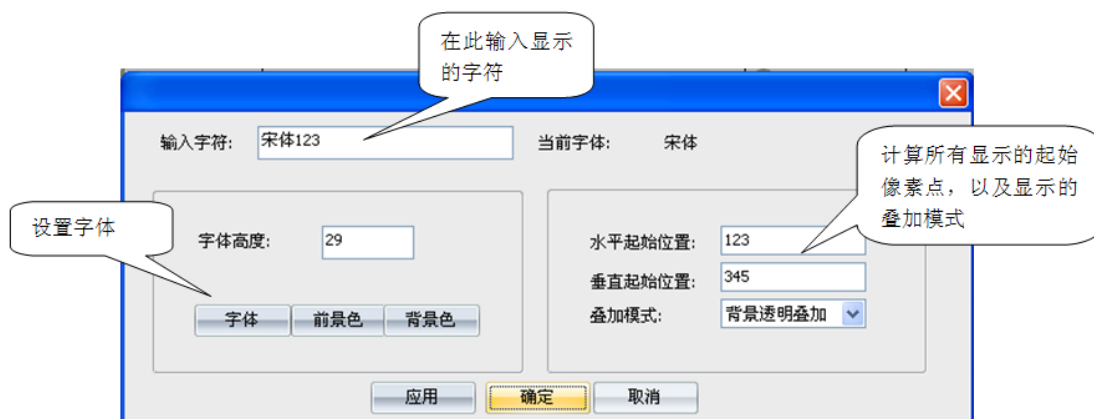 在此输入显示
的字符
输入字符: 宋体123 当前字体: 宋体
计算所有显示的起始
像素点，以及显示的
叠加模式
设置字体
字体高度: 29
水平起始位置: 123
垂直起始位置: 345
叠加模式: 背景透明叠加
字体 前景色 背景色
应用 确定 取消